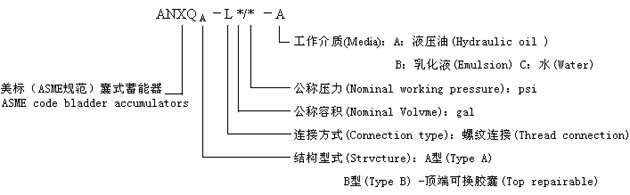 ANXQA-L*/*-A
工作介质(Media): A: 液压油(Hydraulic oil )
B: 乳化液(Emulsion) C: 水(Water)
美标（ASME规范）囊式蓄能器
ASME code bladder accumulators
公称压力(Nominal working pressure): psi
公称容积(Nominal Volvme): gal
连接方式(Connection type): 螺纹连接(Thread connection)
结构型式(Strvcture): A型(Type A)
B型(Type B) -顶端可换胶囊(Top repairable)